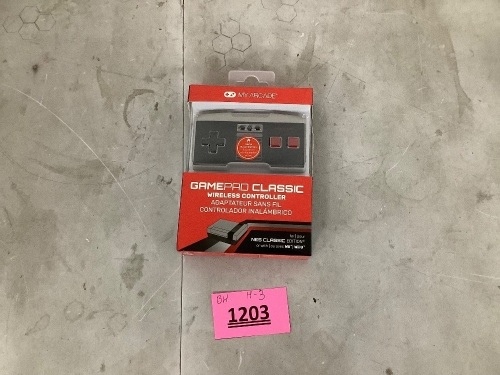 MY ARCADE
GAMEPAD CLASSIC
WIRELESS CONTROLLER
ADAPTATEUR SANS FIL
CONTROLADOR INALÁMBRICO
NES CLASSIC EDITION
BH H-3
1203